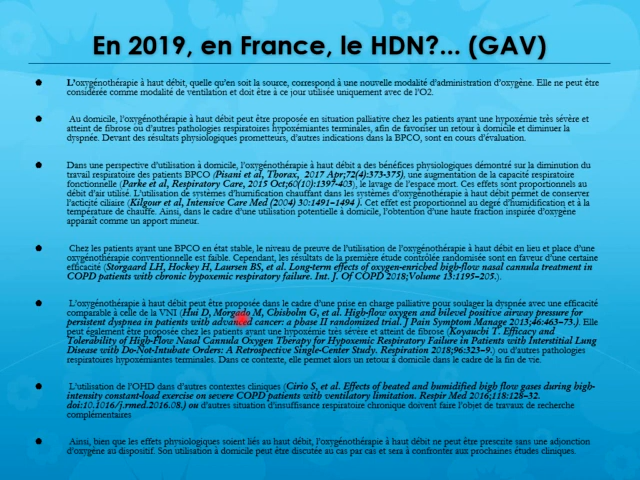 En 2019, en France, le HDN?... (GAV)
L'oxygénothérapie à haut débit, quelle qu'en soit la source, correspond à une nouvelle modalité d'administration d'oxygène. Elle ne peut être
considérée comme modalité de ventilation et doit être à ce jour utilisée uniquement avec de l'O2.
Au domicile, l'oxygénothérapie à haut débit peut être proposée en situation palliative chez les patients ayant une hypoxémie très sévère et
atteint de fibrose ou d'autres pathologies respiratoires hypoxémiantes terminales, afin de favoriser un retour à domicile et diminuer la
dyspnée. Devant des résultats physiologiques prometteurs, d'autres indications dans la BPCO, sont en cours d'évaluation.
Dans une perspective d'utilisation à domicile, l'oxygénothérapie à haut débit a des bénéfices physiologiques démontré sur la diminution du
travail respiratoire des patients BPCO (Pisani et al, Thorax, 2017 Apr;72(4):373-375), une augmentation de la capacité respiratoire
fonctionnelle (Parke et al, Respiratory Care, 2015 Oct;60(10):1397-403), le lavage de l'espace mort. Ces effets sont proportionnels au
débit d'air utilisé. L'utilisation de systèmes d'humification chauffant dans les systèmes d'oxygénothérapie à haut débit permet de conserver
l'acticité ciliaire (Kilgour et al, Intensive Care Med (2004) 30:1491–1494 ). Cet effet est proportionnel au degré d'humidification et à la
température de chauffe. Ainsi, dans le cadre d'une utilisation potentielle à domicile, l'obtention d'une haute fraction inspirée d'oxygène
apparaît comme un apport mineur.
Chez les patients ayant une BPCO en état stable, le niveau de preuve de l'utilisation de l'oxygénothérapie à haut débit en lieu et place d'une
oxygénothérapie conventionnelle est faible. Cependant, les résultats de la première étude contrôlée randomisée sont en faveur d'une certaine
efficacité (Storgaard LH, Hockey H, Laursen BS, et al. Long-term effects of oxygen-enriched high-flow nasal cannula treatment in
COPD patients with chronic hypoxemic respiratory failure. Int. J. Of COPD 2018;Volume 13:1195–205.).
L'oxygénothérapie à haut débit peut être proposée dans le cadre d'une prise en charge palliative pour soulager la dyspnée avec une efficacité
comparable à celle de la VNI (Hui D, Morgado M, Chisholm G, et al. High-flow oxygen and bilevel positive airway pressure for
persistent dyspnea in patients with advanced cancer: a phase II randomized trial. J Pain Symptom Manage 2013;46:463–73.). Elle
peut également être proposée chez les patients ayant une hypoxémie très sévère et atteint de fibrose (Koyauchi T. Efficacy and
Tolerability of High-Flow Nasal Cannula Oxygen Therapy for Hypoxemic Respiratory Failure in Patients with Interstitial Lung
Disease with Do-Not-Intubate Orders: A Retrospective Single-Center Study. Respiration 2018;96:323–9.) ou d'autres pathologies
respiratoires hypoxémiantes terminales. Dans ce contexte, elle permet alors un retour à domicile dans le cadre de la fin de vie.
L'utilisation de l'OHD dans d'autres contextes cliniques (Cirio S, et al. Effects of heated and humidified high flow gases during high-
intensity constant-load exercise on severe COPD patients with ventilatory limitation. Respir Med 2016;118:128–32.
doi:10.1016/j.rmed.2016.08.) ou d'autres situation d'insuffisance respiratoire chronique doivent faire l'objet de travaux de recherche
complémentaires
Ainsi, bien que les effets physiologiques soient liés au haut débit, l'oxygénothérapie à haut débit ne peut être prescrite sans une adjonction
d'oxygène au dispositif. Son utilisation à domicile peut être discutée au cas par cas et sera à confronter aux prochaines études cliniques.